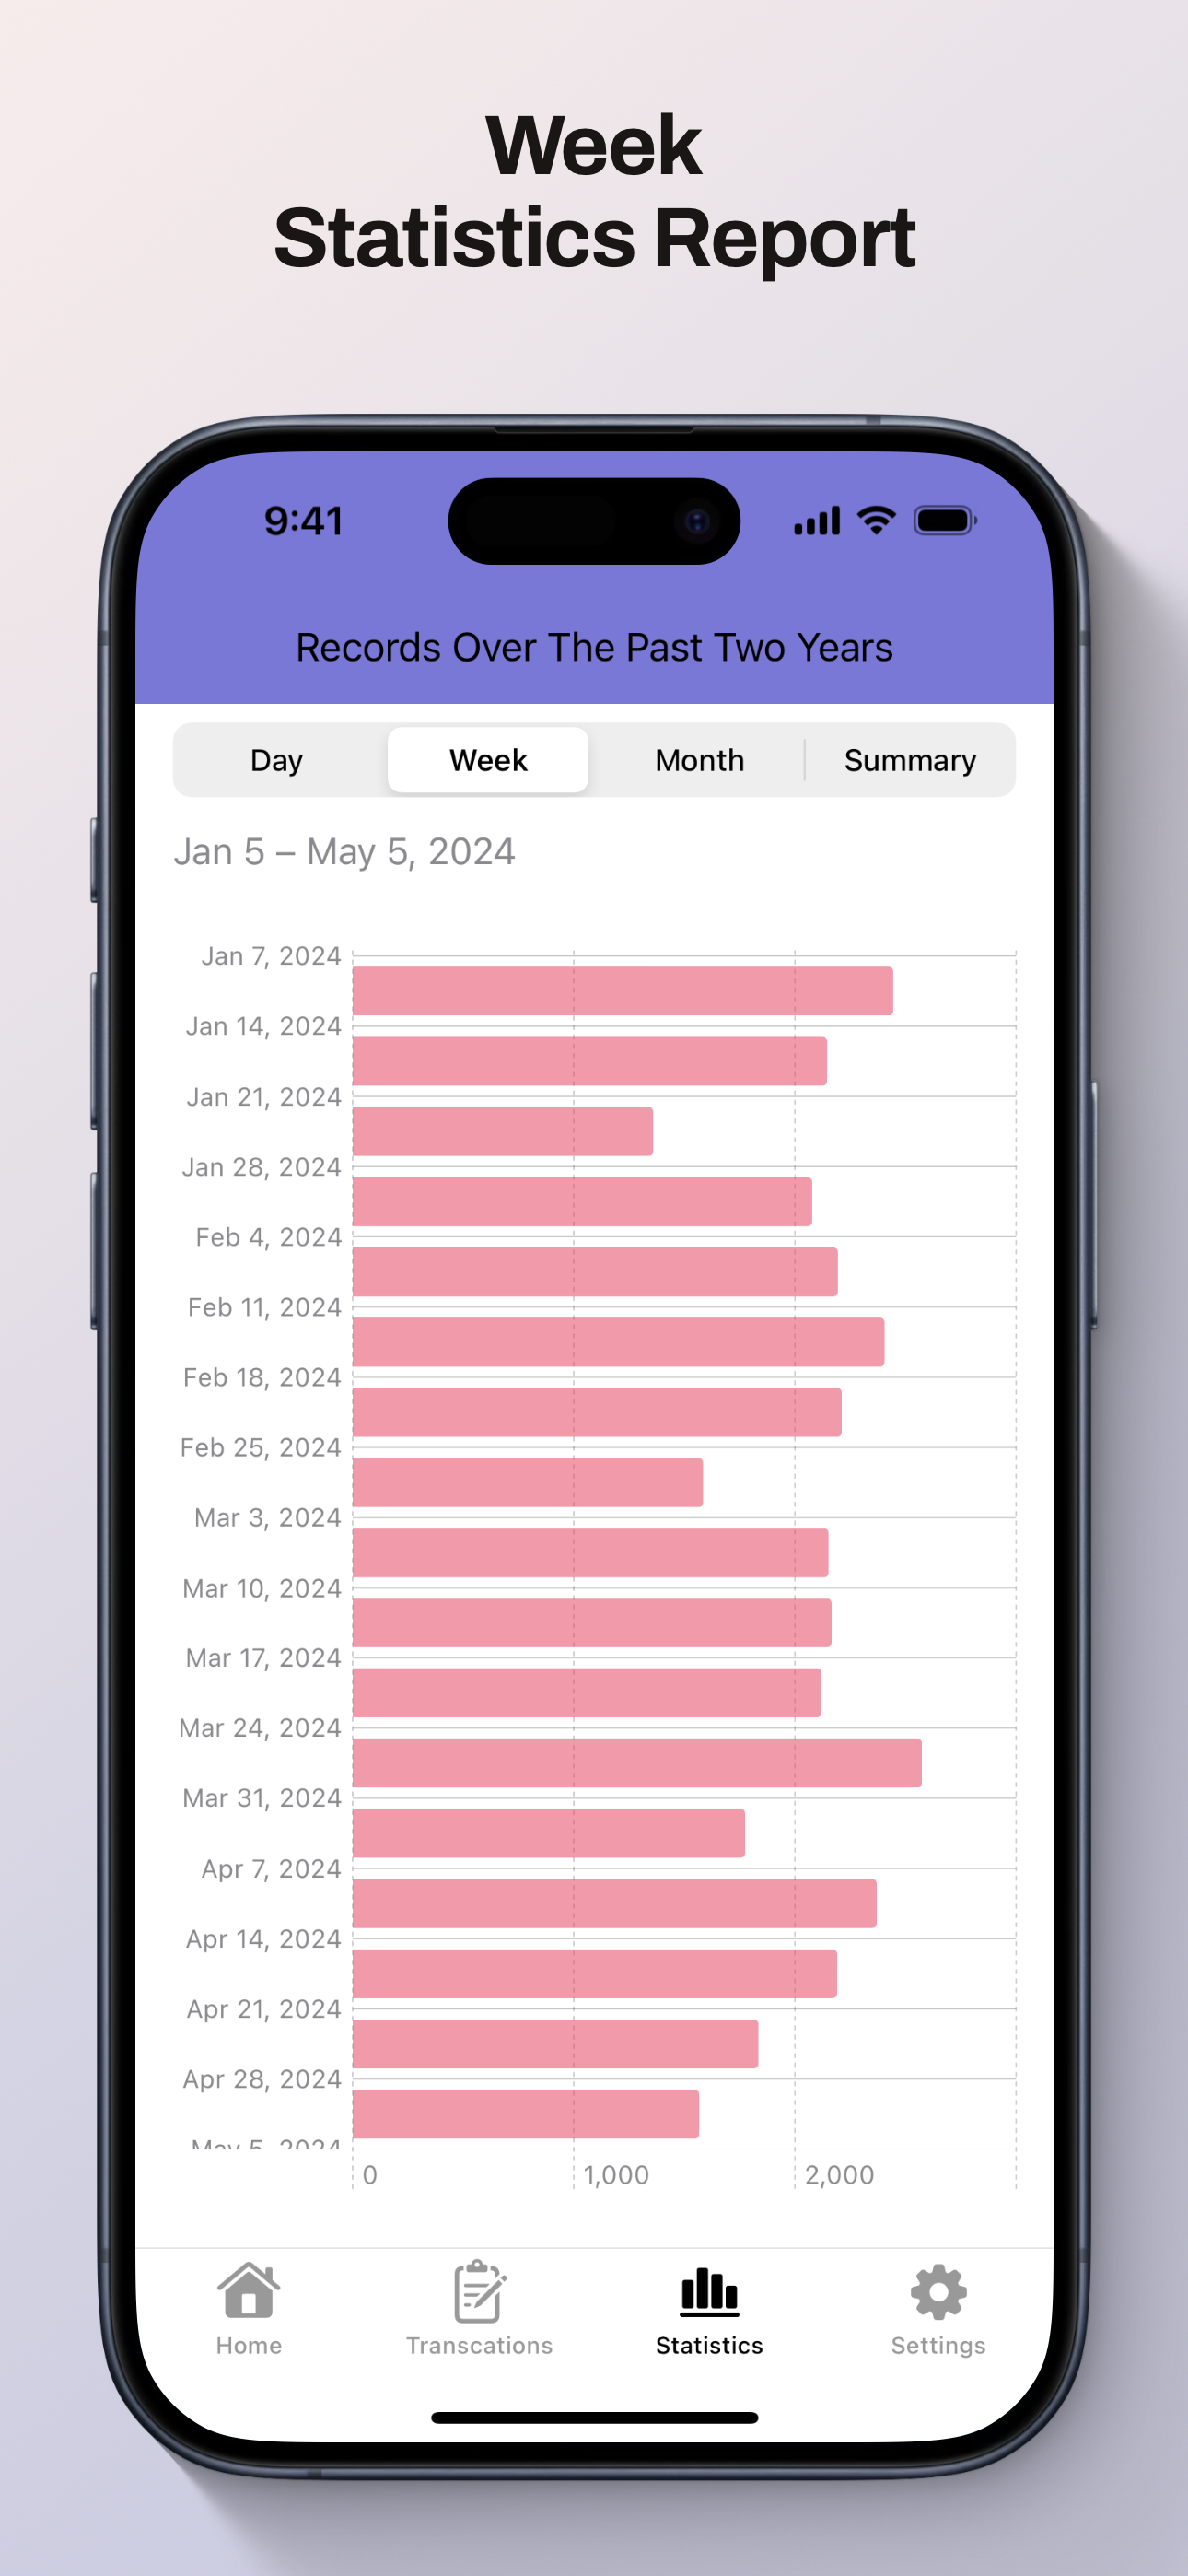 Week
Statistics Report
9:41
Records Over The Past Two Years
Day Week Month Summary
Jan 5 – May 5, 2024
Jan 7, 2024
Jan 14, 2024
Jan 21, 2024
Jan 28, 2024
Feb 4, 2024
Feb 11, 2024
Feb 18, 2024
Feb 25, 2024
Mar 3, 2024
Mar 10, 2024
Mar 17, 2024
Mar 24, 2024
Mar 31, 2024
Apr 7, 2024
Apr 14, 2024
Apr 21, 2024
Apr 28, 2024
May 5, 2024
0 1,000 2,000
Home Transcations Statistics Settings